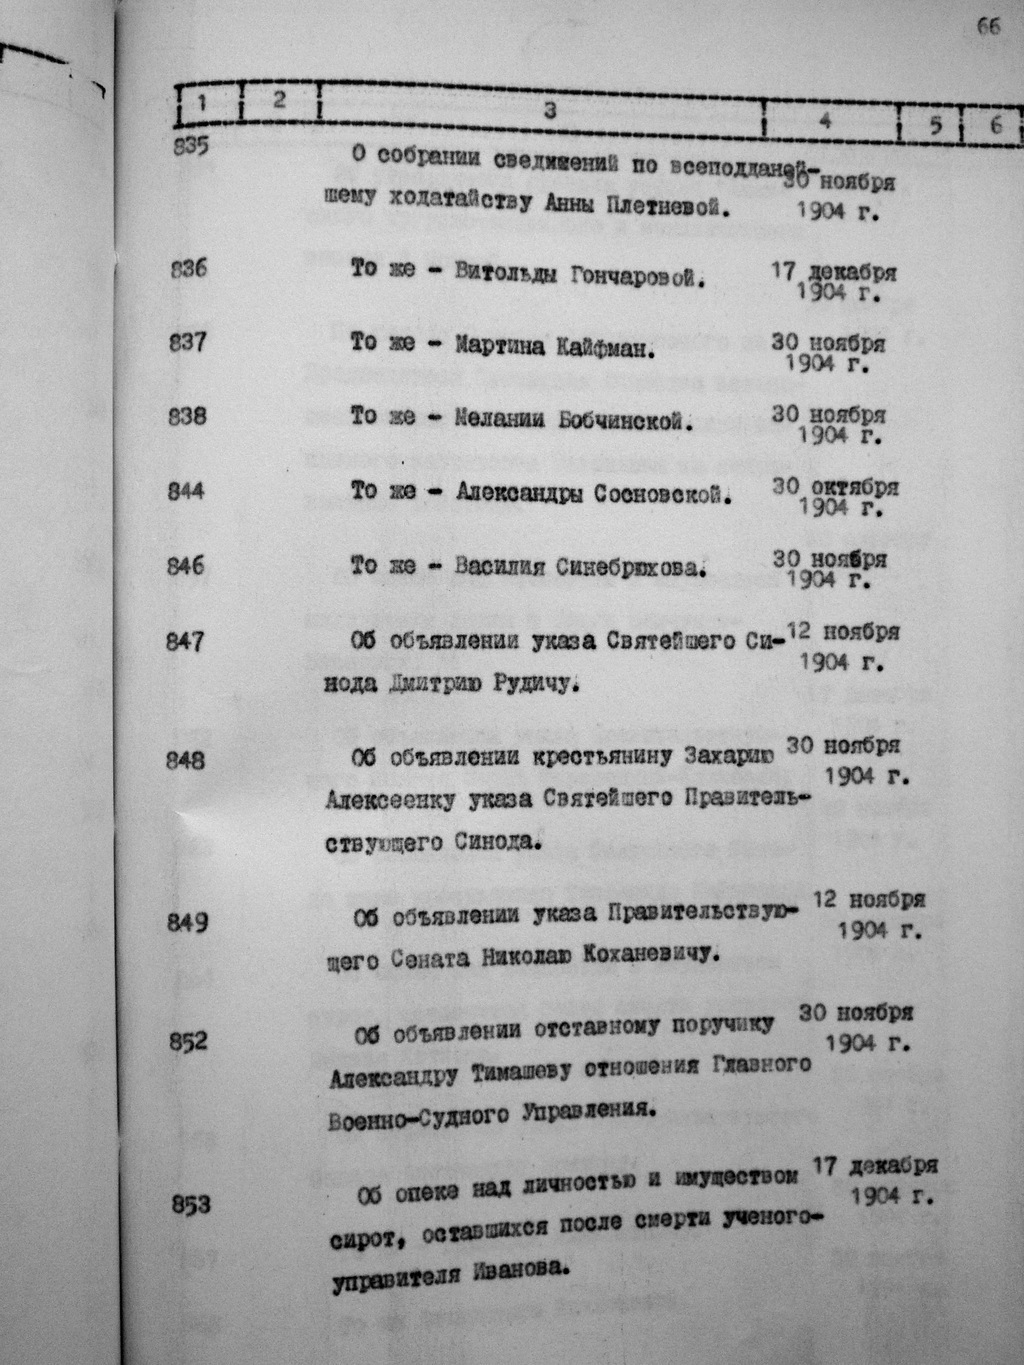 66
1 2 3 4 5 6
835 О собрании сведений по всеподданей-
30 ноября
шему ходатайству Анны Плетневой. 1904 г.
836 То же - Витольды Гончаровой. 17 декабря
1904 г.
837 То же - Мартина Кайфман. 30 ноября
1904 г.
838 То же - Мелании Бобчинской. 30 ноября
1904 г.
844 То же - Александры Сосновской. 30 октября
1904 г.
846 То же - Василия Синебрюхова. 30 ноября
1904 г.
847 Об объявлении указа Святейшего Си- 12 ноября
1904 г.
нода Дмитрию Рудичу.
848 Об объявлении крестьянину Захарию 30 ноября
1904 г.
Алексеенку указа Святейшего Правитель-
ствующего Синода.
849 Об объявлении указа Правительствую- 12 ноября
1904 г.
щего Сената Николаю Коханевичу.
852 Об объявлении отставному поручику 30 ноября
1904 г.
Александру Тимашеву отношения Главного
Военно-Судного Управления.
853 Об опеке над личностью и имуществом 17 декабря
1904 г.
сирот, оставшихся после смерти ученого-
управителя Иванова.